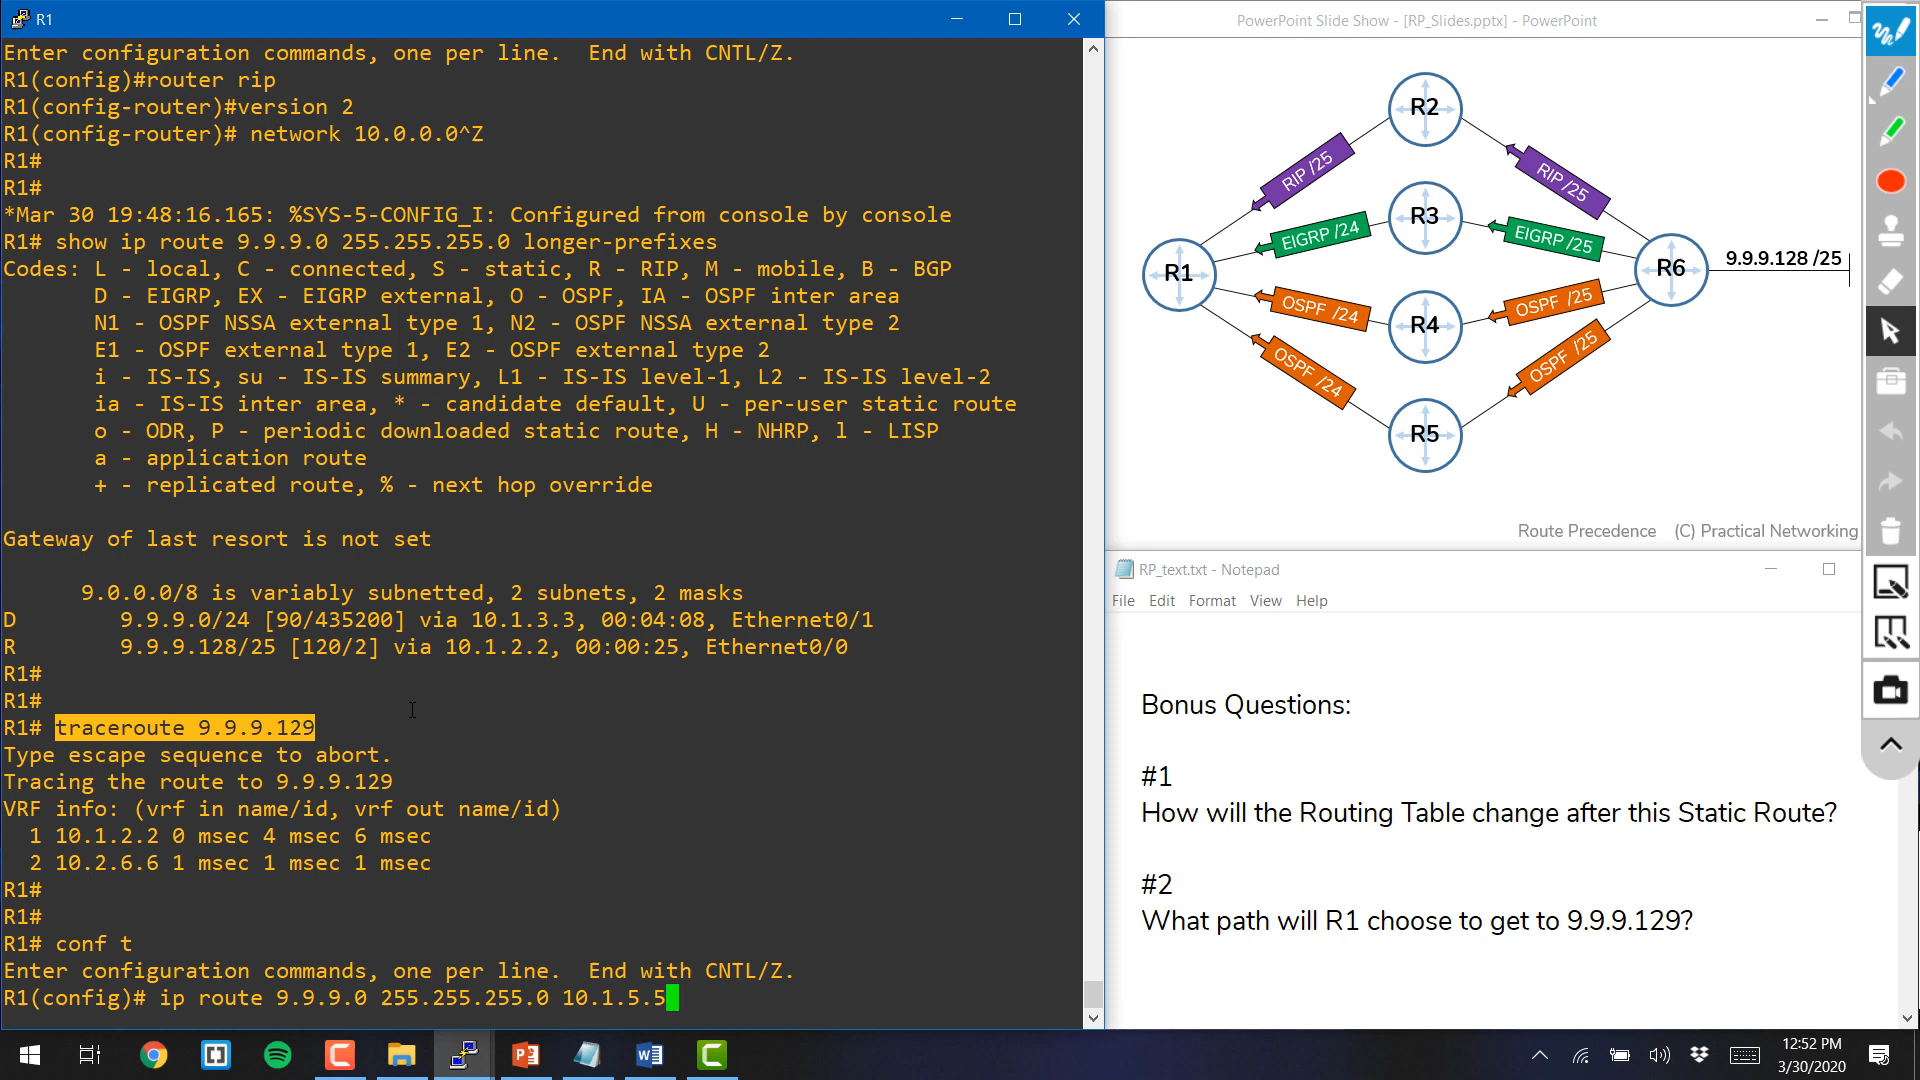 R1
Enter configuration commands, one per line.  End with CNTL/Z.
R1(config)#router rip
R1(config-router)#version 2
R1(config-router)# network 10.0.0.0^Z
R1#
R1#
*Mar 30 19:48:16.165: %SYS-5-CONFIG_I: Configured from console by console
R1# show ip route 9.9.9.0 255.255.255.0 longer-prefixes
Codes: L - local, C - connected, S - static, R - RIP, M - mobile, B - BGP
       D - EIGRP, EX - EIGRP external, O - OSPF, IA - OSPF inter area
       N1 - OSPF NSSA external type 1, N2 - OSPF NSSA external type 2
       E1 - OSPF external type 1, E2 - OSPF external type 2
       i - IS-IS, su - IS-IS summary, L1 - IS-IS level-1, L2 - IS-IS level-2
       ia - IS-IS inter area, * - candidate default, U - per-user static route
       o - ODR, P - periodic downloaded static route, H - NHRP, l - LISP
       a - application route
       + - replicated route, % - next hop override
Gateway of last resort is not set
      9.0.0.0/8 is variably subnetted, 2 subnets, 2 masks
D        9.9.9.0/24 [90/435200] via 10.1.3.3, 00:04:08, Ethernet0/1
R        9.9.9.128/25 [120/2] via 10.1.2.2, 00:00:25, Ethernet0/0
R1#
R1#
R1# traceroute 9.9.9.129
Type escape sequence to abort.
Tracing the route to 9.9.9.129
VRF info: (vrf in name/id, vrf out name/id)
  1 10.1.2.2 0 msec 4 msec 6 msec
  2 10.2.6.6 1 msec 1 msec 1 msec
R1#
R1#
R1# conf t
Enter configuration commands, one per line.  End with CNTL/Z.
R1(config)# ip route 9.9.9.0 255.255.255.0 10.1.5.5
PowerPoint Slide Show - [RP_Slides.pptx] - PowerPoint
R2
RIP /25
RIP /25
R3
EIGRP /24
EIGRP /25
R1
R6
9.9.9.128 /25
OSPF /24
OSPF /25
R4
OSPF /24
OSPF /25
R5
Route Precedence (C) Practical Networking
RP_text.txt - Notepad
File Edit Format View Help
Bonus Questions:
#1
How will the Routing Table change after this Static Route?
#2
What path will R1 choose to get to 9.9.9.129?
12:52 PM
3/30/2020